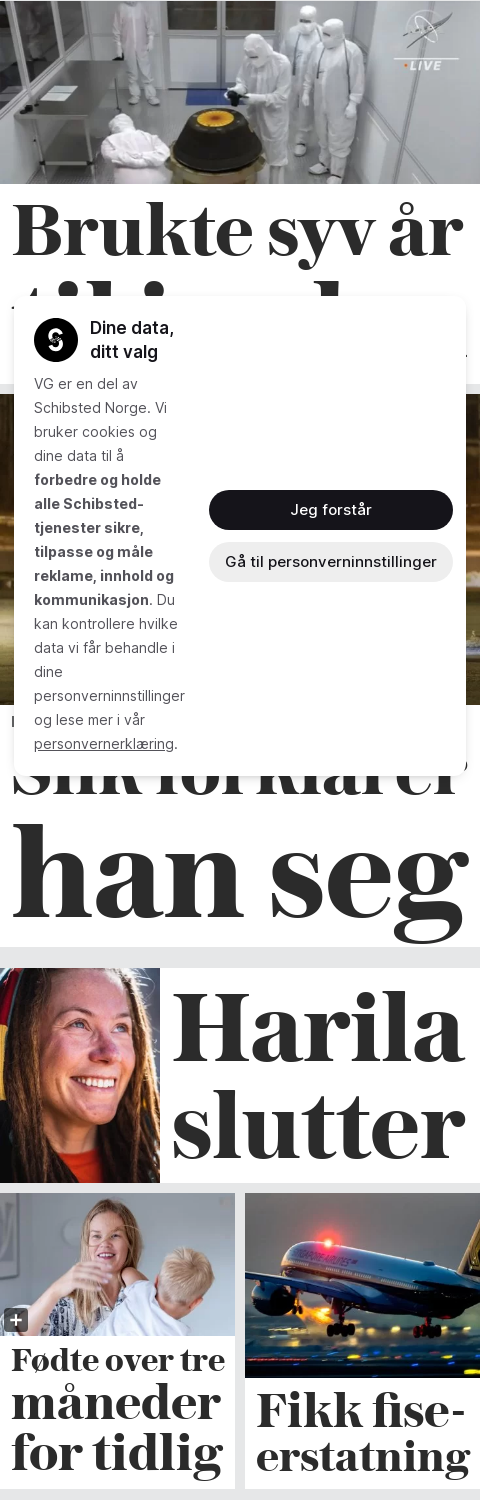 LIVE
Brukte syv år
Dine data,
ditt valg
VG er en del av
Schibsted Norge. Vi
bruker cookies og
dine data til å
forbedre og holde
alle Schibsted-
tjenester sikre,
tilpasse og måle
reklame, innhold og
kommunikasjon. Du
kan kontrollere hvilke
data vi får behandle i
dine
personverninnstillinger
og lese mer i vår
personvernerklæring.
Jeg forstår
Gå til personverninnstillinger
Slik forklarer
han seg
Harila
slutter
Fødte over tre
måneder
for tidlig
Fikk fise-
erstatning